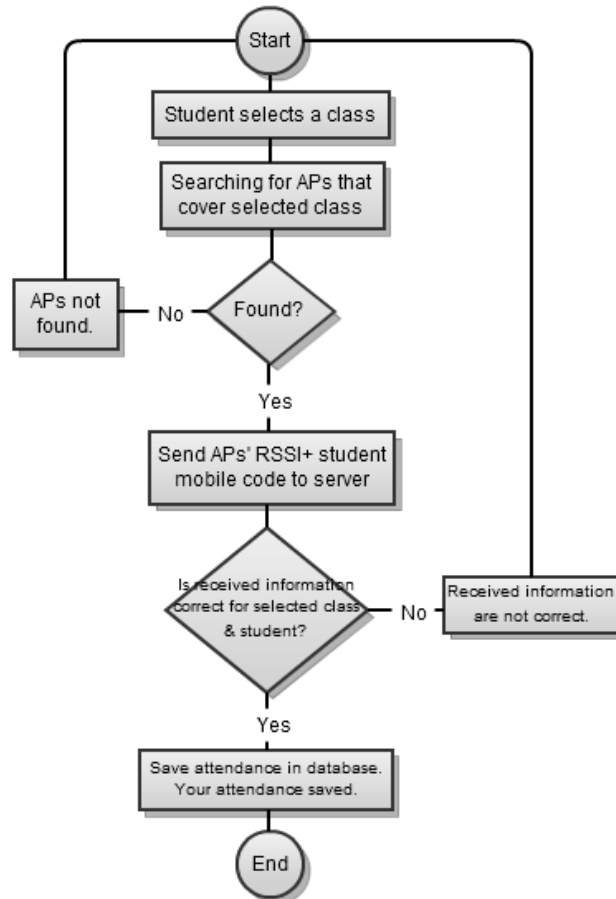 Start
Student selects a class
Searching for APs that
cover selected class
Found?
No
APs not
found.
Yes
Send APs' RSSI+ student
mobile code to server
Is received information
correct for selected class
& student?
No
Received information
are not correct.
Yes
Save attendance in database.
Your attendance saved.
End